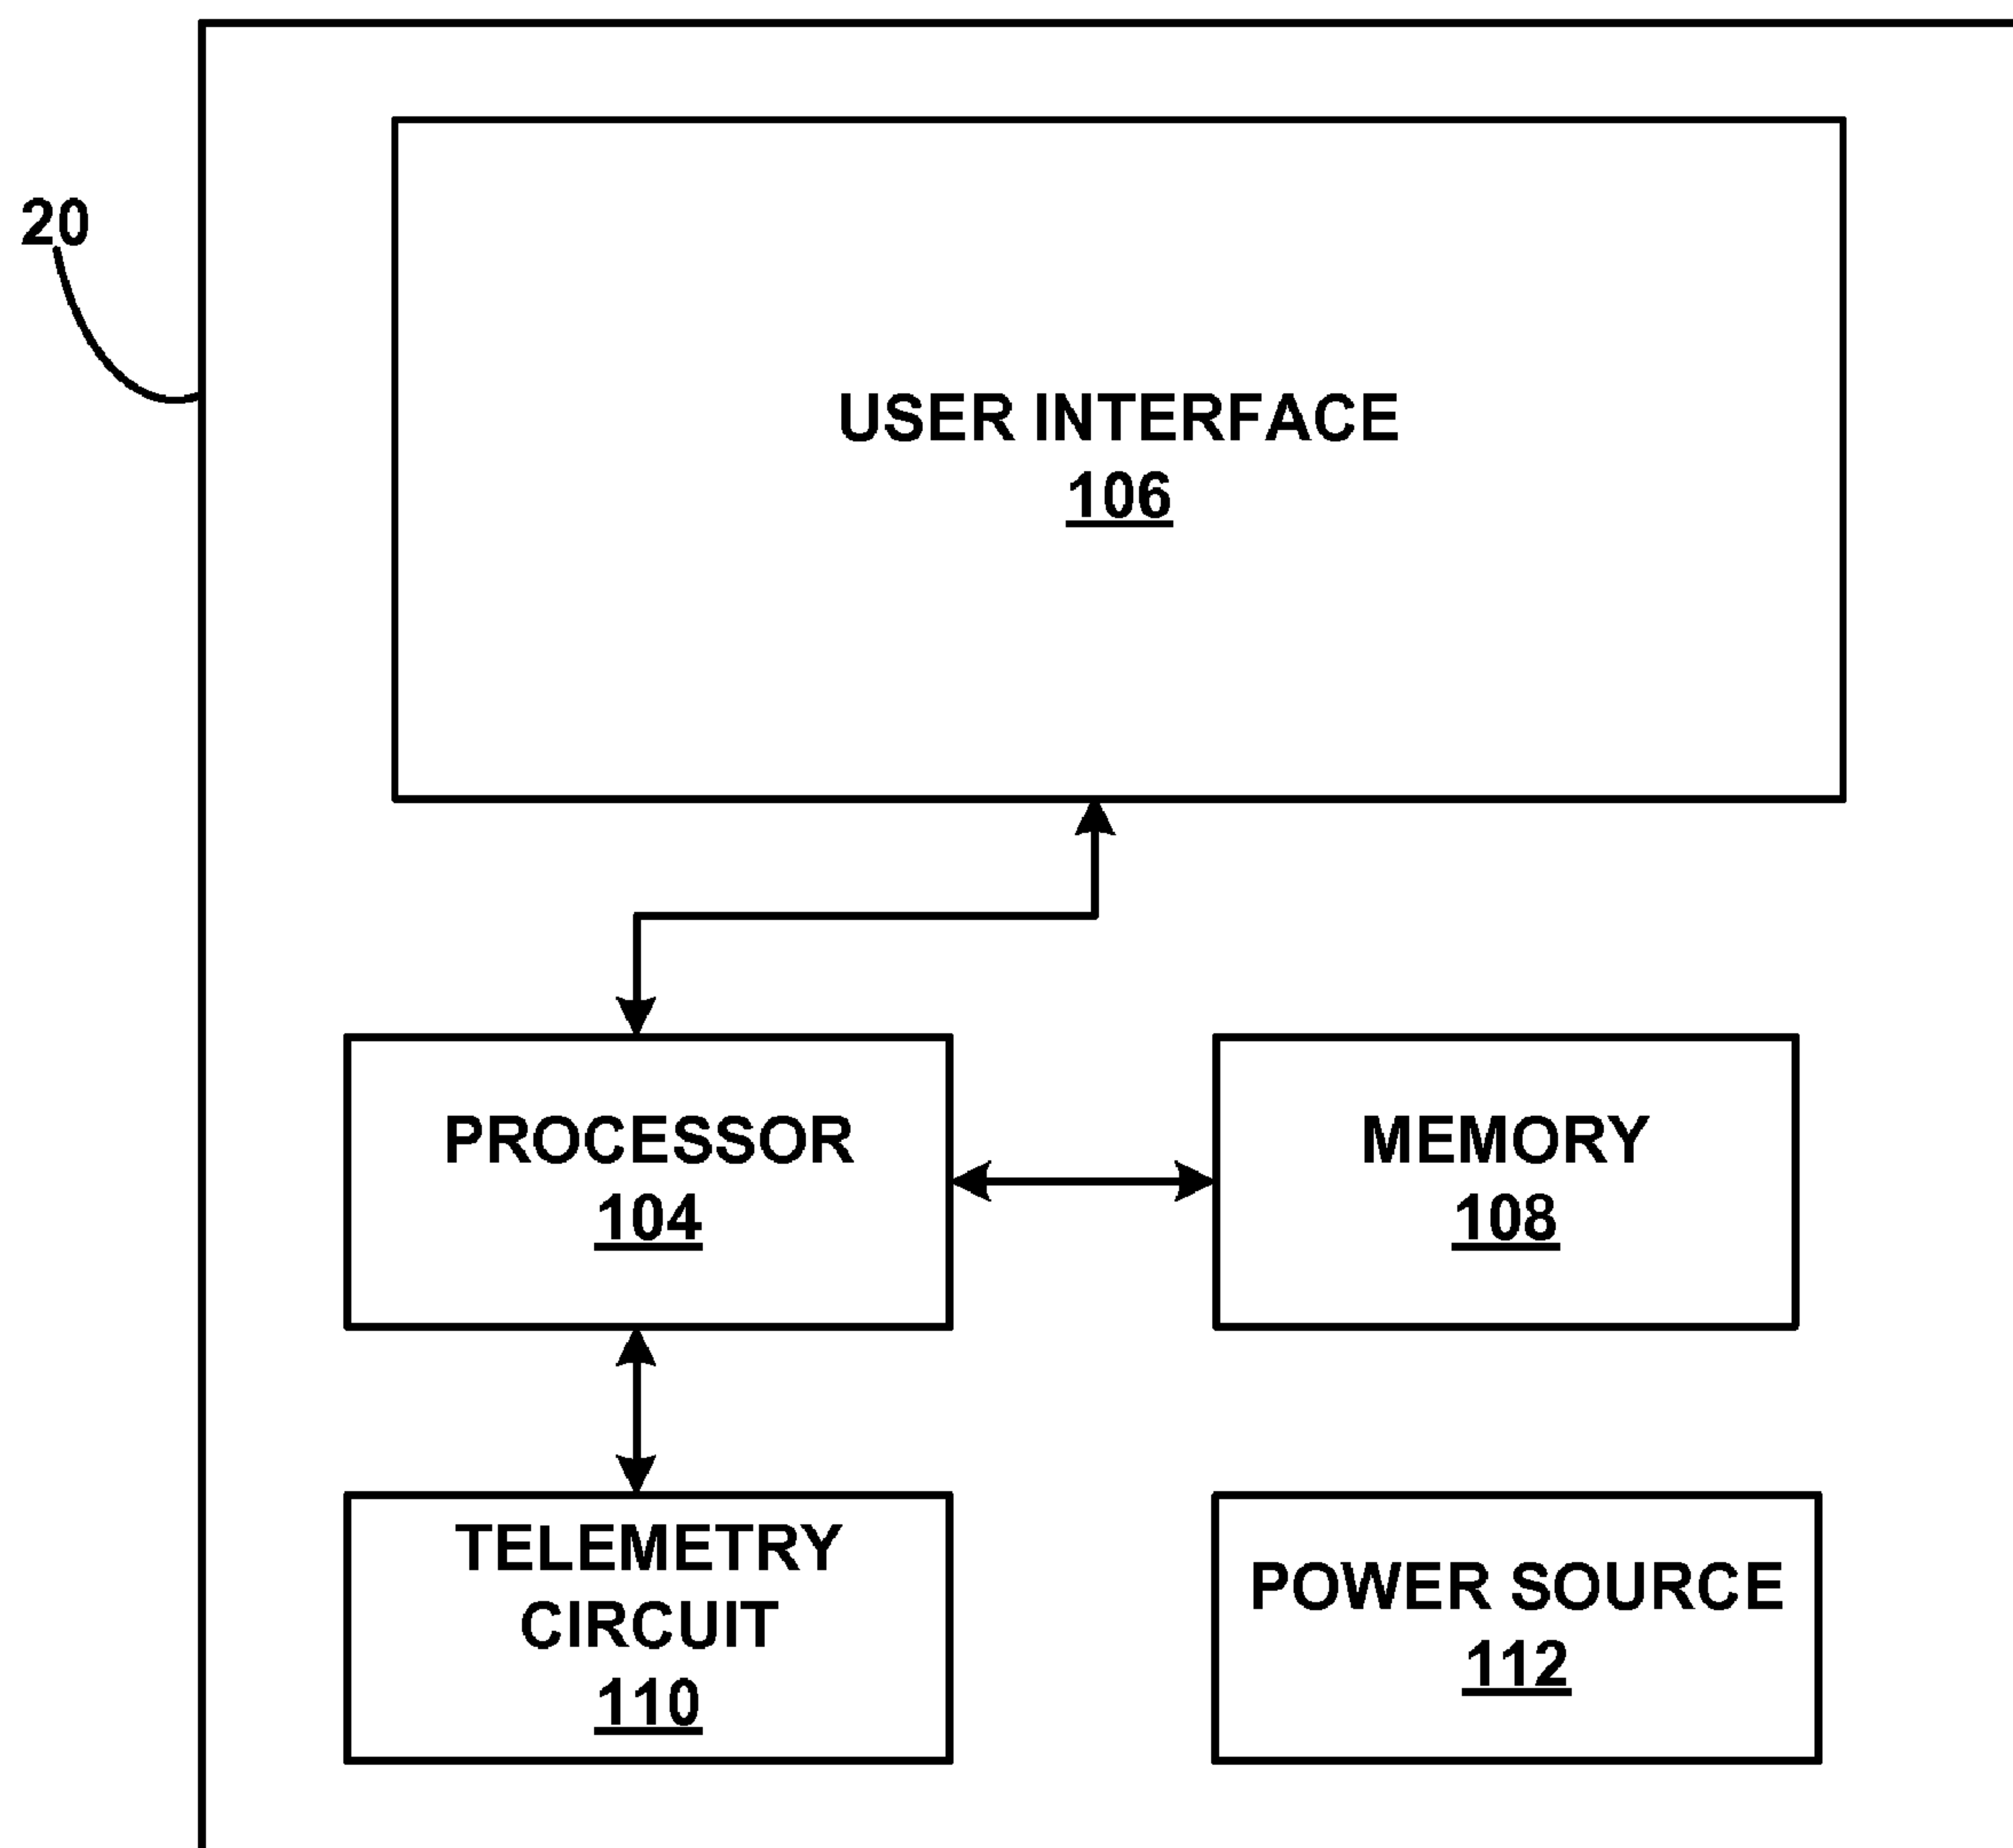 20
USER INTERFACE
106
PROCESSOR
104
MEMORY
108
TELEMETRY
CIRCUIT
110
POWER SOURCE
112